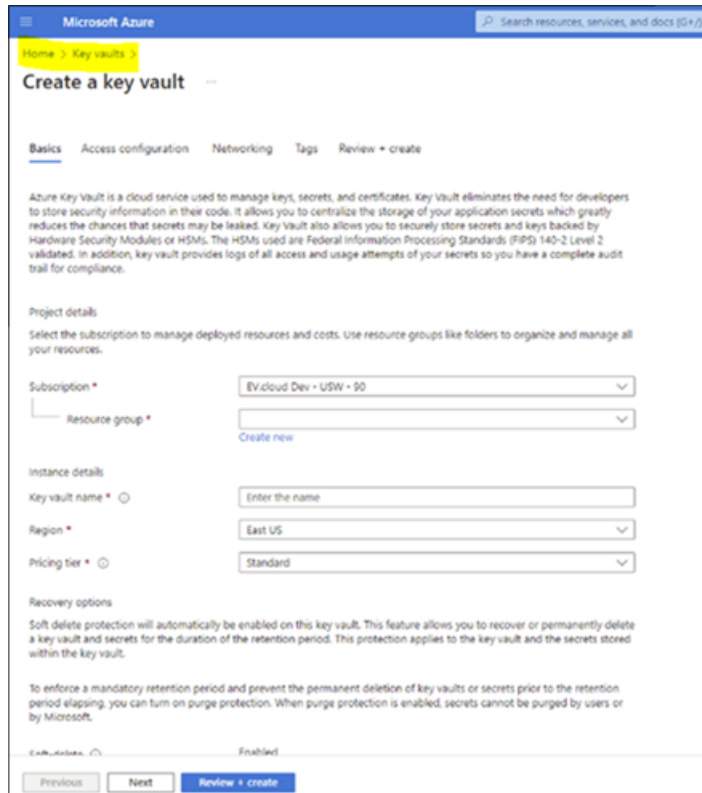 Microsoft Azure
Search resources, services, and docs (G+/)
Home > Key vaults >
Create a key vault ...
Basics Access configuration Networking Tags Review + create
Azure Key Vault is a cloud service used to manage keys, secrets, and certificates. Key Vault eliminates the need for developers
to store security information in their code. It allows you to centralize the storage of your application secrets which greatly
reduces the chances that secrets may be leaked. Key Vault also allows you to securely store secrets and keys backed by
Hardware Security Modules or HSMs. The HSMs used are Federal Information Processing Standards (FIPS) 140-2 Level 2
validated. In addition, key vault provides logs of all access and usage attempts of your secrets so you have a complete audit
trail for compliance.
Project details
Select the subscription to manage deployed resources and costs. Use resource groups like folders to organize and manage all
your resources.
Subscription * EV.cloud Dev - USW - 90
Resource group *
Create new
Instance details
Key vault name * Enter the name
Region * East US
Pricing tier * Standard
Recovery options
Soft delete protection will automatically be enabled on this key vault. This feature allows you to recover or permanently delete
a key vault and secrets for the duration of the retention period. This protection applies to the key vault and the secrets stored
within the key vault.
To enforce a mandatory retention period and prevent the permanent deletion of key vaults or secrets prior to the retention
period elapsing, you can turn on purge protection. When purge protection is enabled, secrets cannot be purged by users or
by Microsoft.
Soft-delete Enabled
Previous Next Review + create